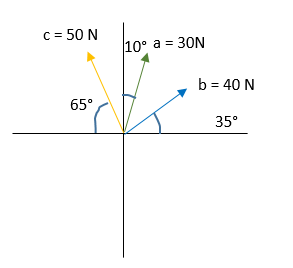 c = 50 N
10° a = 30N
b = 40 N
65°
35°